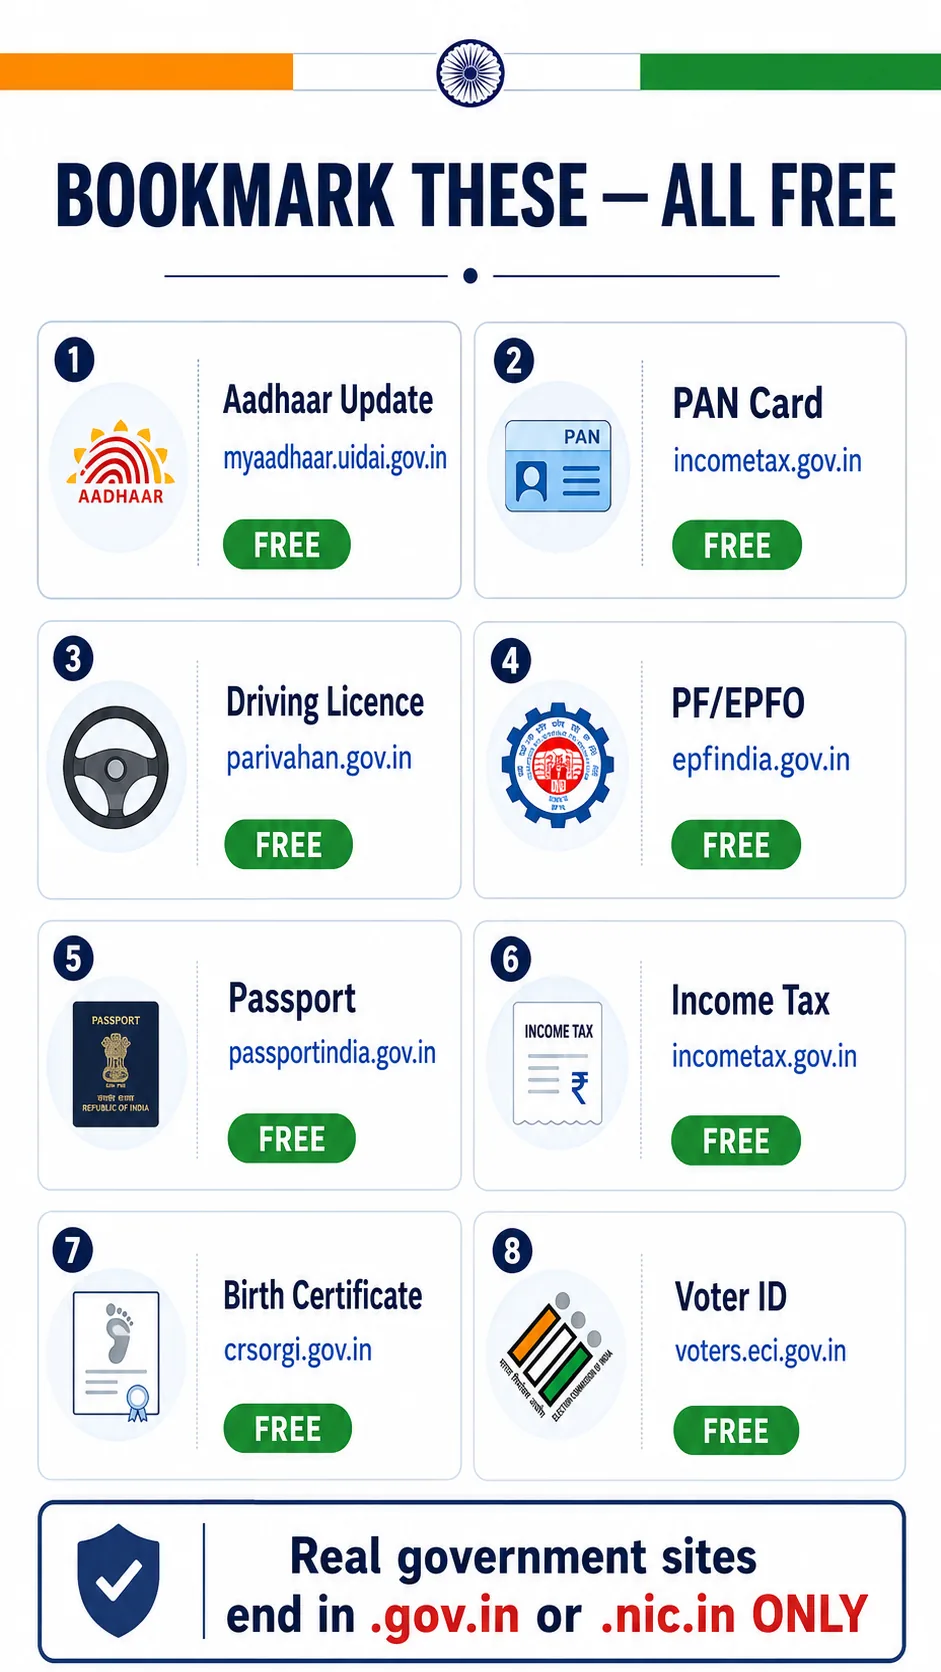 BOOKMARK THESE — ALL FREE
1
AADHAAR
Aadhaar Update
myaadhaar.uidai.gov.in
FREE
2
PAN
PAN Card
incometax.gov.in
FREE
3
Driving Licence
parivahan.gov.in
FREE
4
PF/EPFO
epfindia.gov.in
FREE
5
PASSPORT
REPUBLIC OF INDIA
Passport
passportindia.gov.in
FREE
6
INCOME TAX
₹
Income Tax
incometax.gov.in
FREE
7
Birth Certificate
crsorgi.gov.in
FREE
8
ELECTION COMMISSION OF INDIA
Voter ID
voters.eci.gov.in
FREE
Real government sites
end in .gov.in or .nic.in ONLY